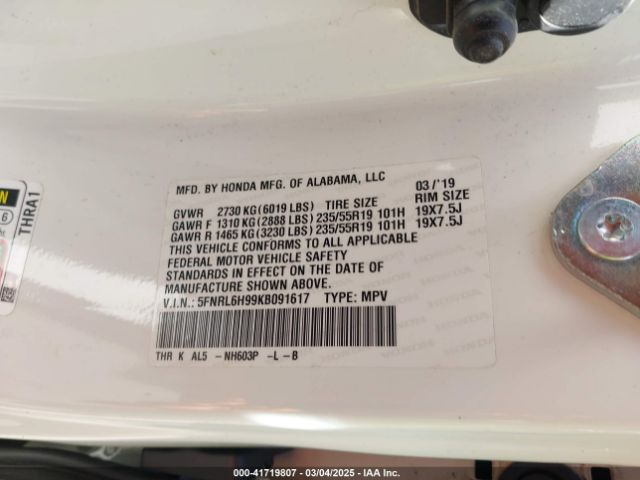 MFD. BY HONDA MFG. OF ALABAMA, LLC 03/'19
GVWR 2730 KG(6019 LBS) TIRE SIZE RIM SIZE
GAWR F 1310 KG(2888 LBS)235/55R19 101H 19X7.5J
GAWR R 1465 KG(3230 LBS)235/55R19 101H 19X7.5J
THIS VEHICLE CONFORMS TO ALL APPLICABLE
FEDERAL MOTOR VEHICLE SAFETY
STANDARDS IN EFFECT ON THE DATE OF
MANUFACTURE SHOWN ABOVE.
V.I.N.: 5FNRL6H99KB091617 TYPE: MPV
THR K AL5 -NH603P -L -B
THRA1
6
000-41719807 - 03/04/2025 - IAA Inc.